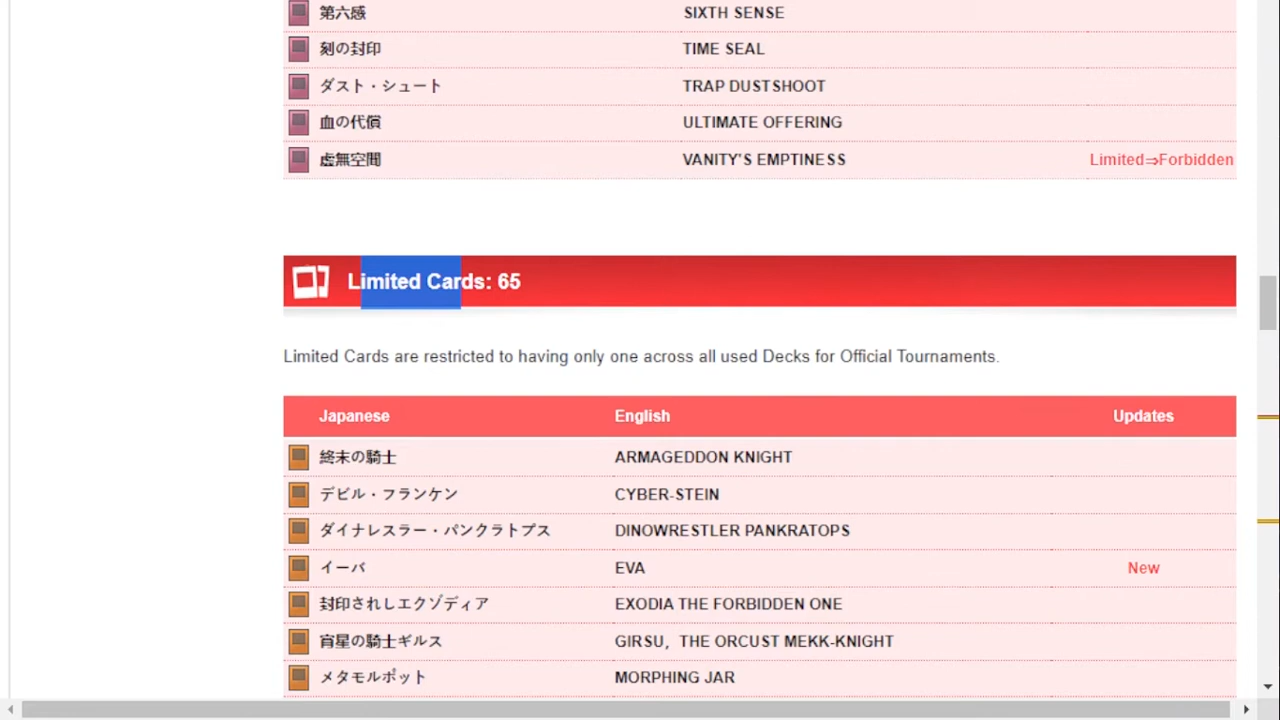 第六感 SIXTH SENSE
刻の封印 TIME SEAL
ダスト・シュート TRAP DUSTSHOOT
血の代償 ULTIMATE OFFERING
虚無空間 VANITY'S EMPTINESS Limited⇒Forbidden
Limited Cards: 65
Limited Cards are restricted to having only one across all used Decks for Official Tournaments.
Japanese English Updates
終末の騎士 ARMAGEDDON KNIGHT
デビル・フランケン CYBER-STEIN
ダイナレスラー・パンクラトプス DINOWRESTLER PANKRATOPS
イーバ EVA New
封印されしエクゾディア EXODIA THE FORBIDDEN ONE
宵星の騎士ギルス GIRSU, THE ORCUST MEKK-KNIGHT
メタモルポット MORPHING JAR